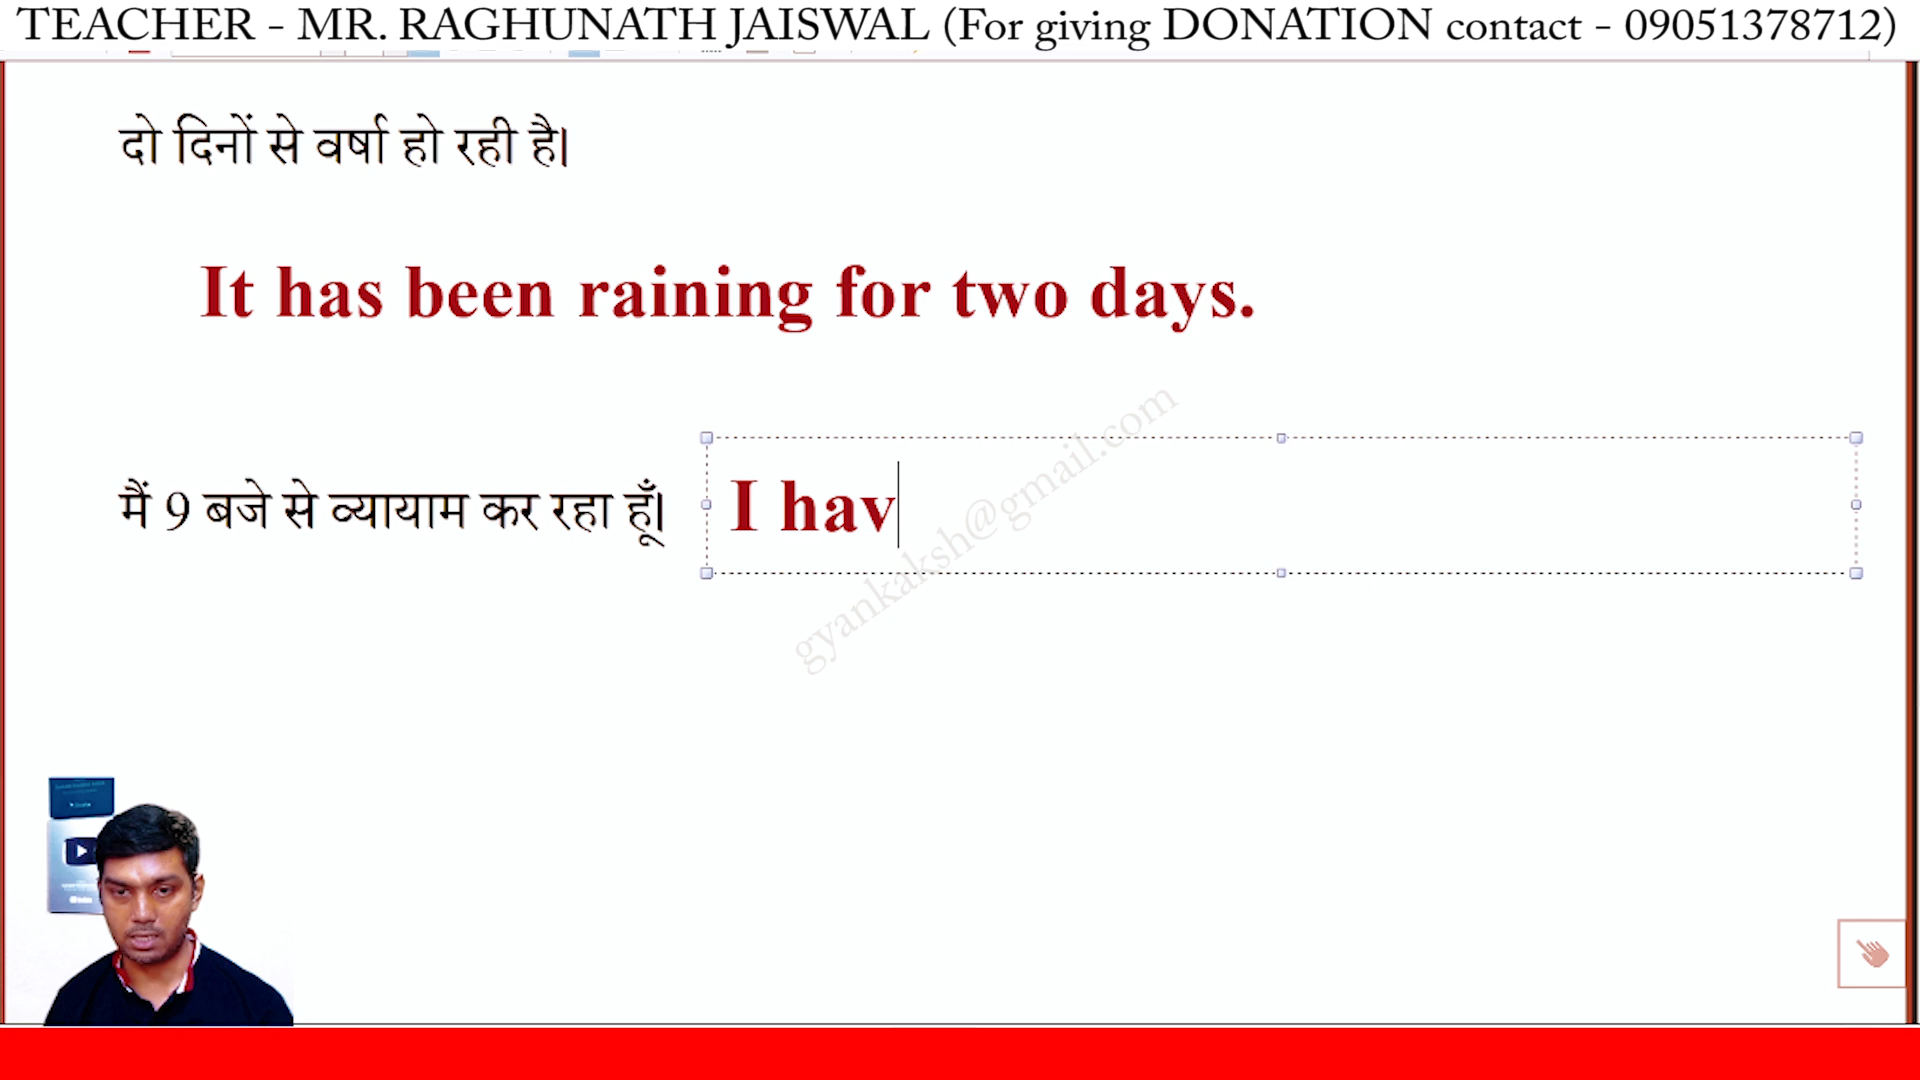 TEACHER - MR. RAGHUNATH JAISWAL (For giving DONATION contact - 09051378712)
दो दिनों से वर्षा हो रही है।
It has been raining for two days.
मैं 9 बजे से व्यायाम कर रहा हूँ।
I hav
gyankaksh@gmail.com